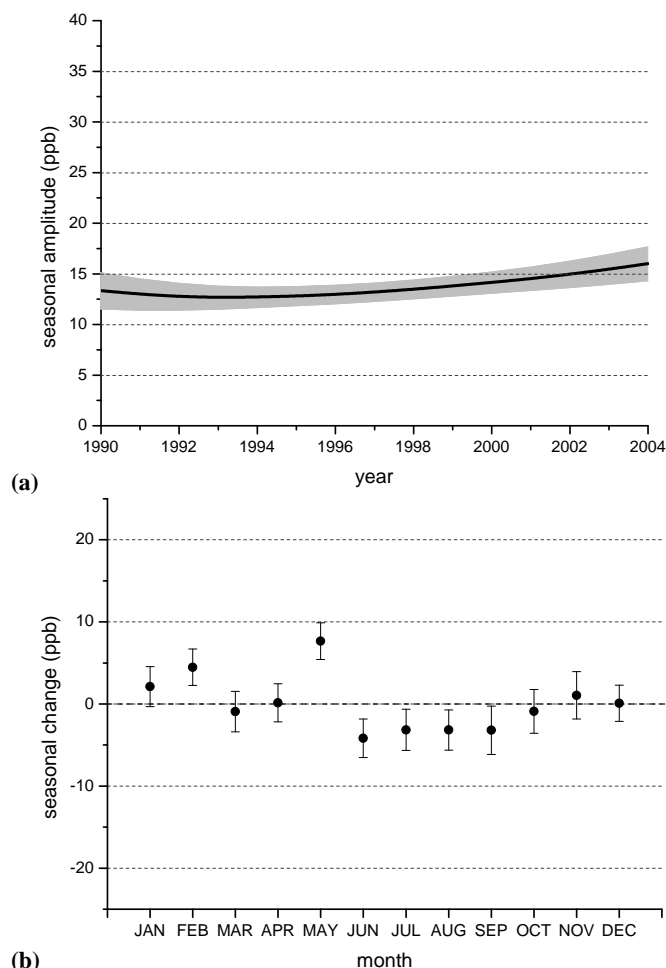 40
35
30
25
20
15
10
5
0
seasonal amplitude (ppb)
1990 1992 1994 1996 1998 2000 2002 2004
year
(a)
20
10
0
-10
-20
seasonal change (ppb)
JAN FEB MAR APR MAY JUN JUL AUG SEP OCT NOV DEC
month
(b)